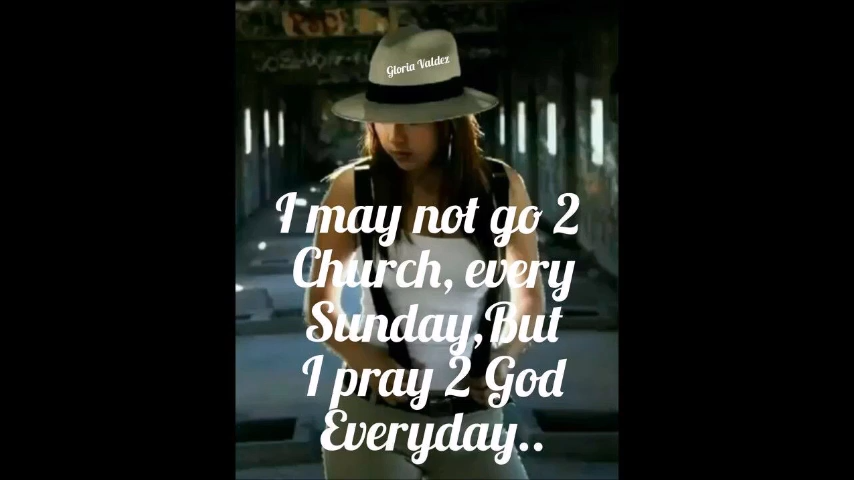 Gloria Valdez
I may not go 2
Church, every
Sunday,But
I pray 2 God
Everyday..